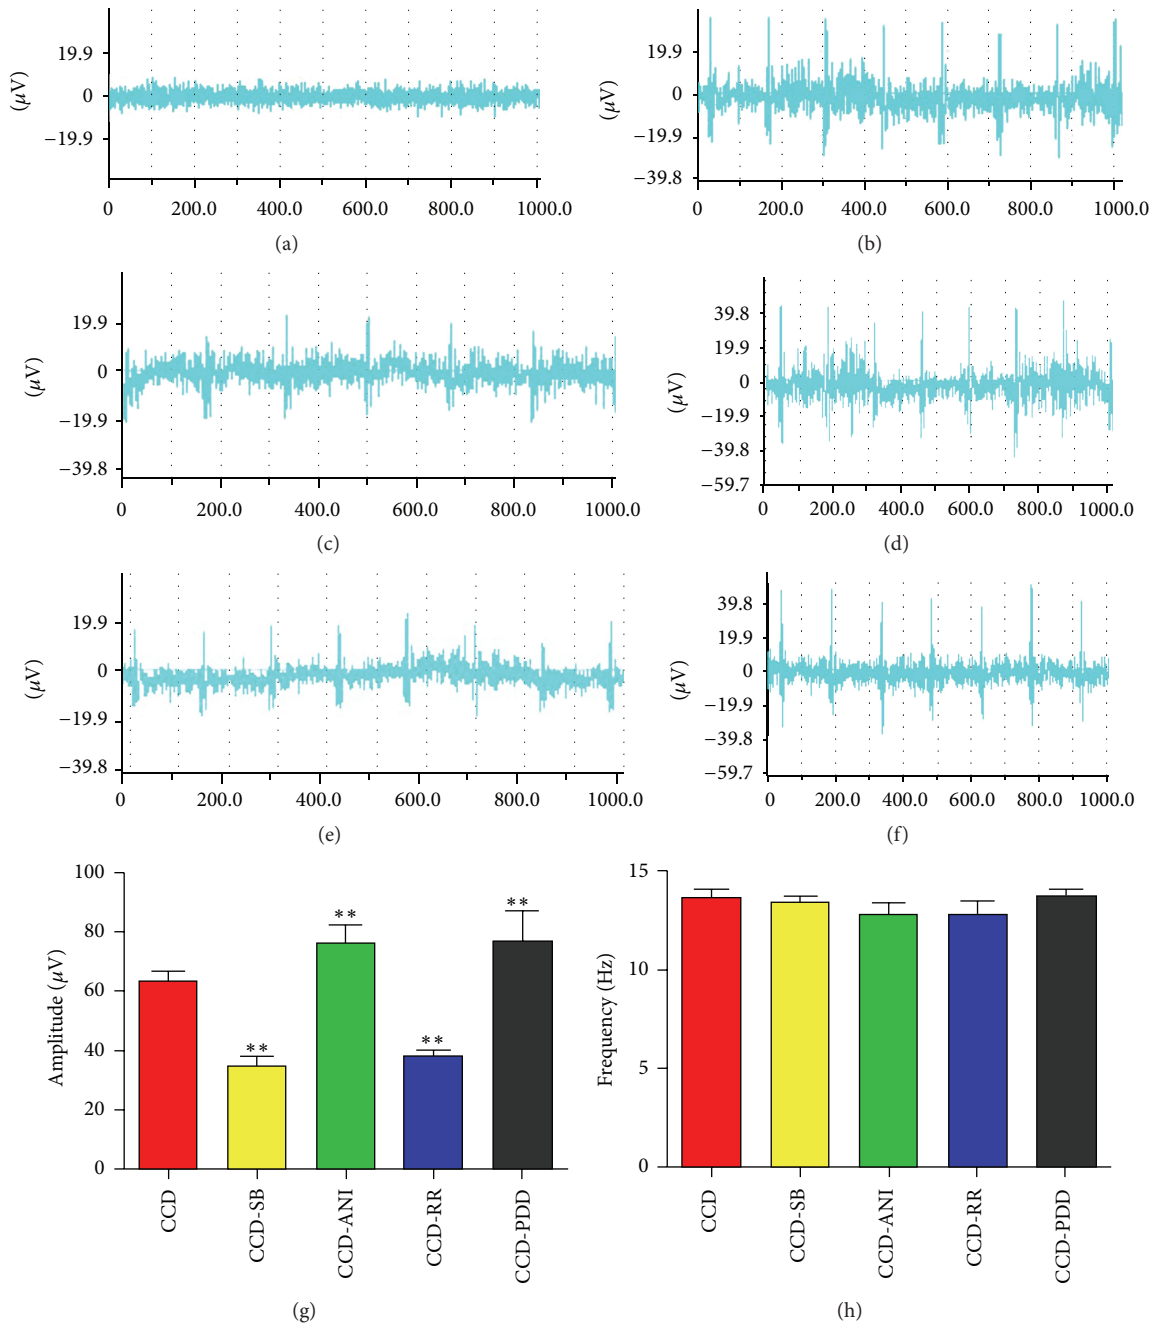 19.9
0
−19.9
(μV)
0 200.0 400.0 600.0 800.0 1000.0
(a)
19.9
0
−19.9
−39.8
(μV)
0 200.0 400.0 600.0 800.0 1000.0
(b)
19.9
0
−19.9
−39.8
(μV)
0 200.0 400.0 600.0 800.0 1000.0
(c)
39.8
19.9
0
−19.9
−39.8
−59.7
(μV)
0 200.0 400.0 600.0 800.0 1000.0
(d)
19.9
0
−19.9
−39.8
(μV)
0 200.0 400.0 600.0 800.0 1000.0
(e)
39.8
19.9
0
−19.9
−39.8
−59.7
(μV)
0 200.0 400.0 600.0 800.0 1000.0
(f)
100
80
60
40
20
0
Amplitude (μV)
**
**
**
**
CCD
CCD-SB
CCD-ANI
CCD-RR
CCD-PDD
(g)
15
10
5
0
Frequency (Hz)
CCD
CCD-SB
CCD-ANI
CCD-RR
CCD-PDD
(h)